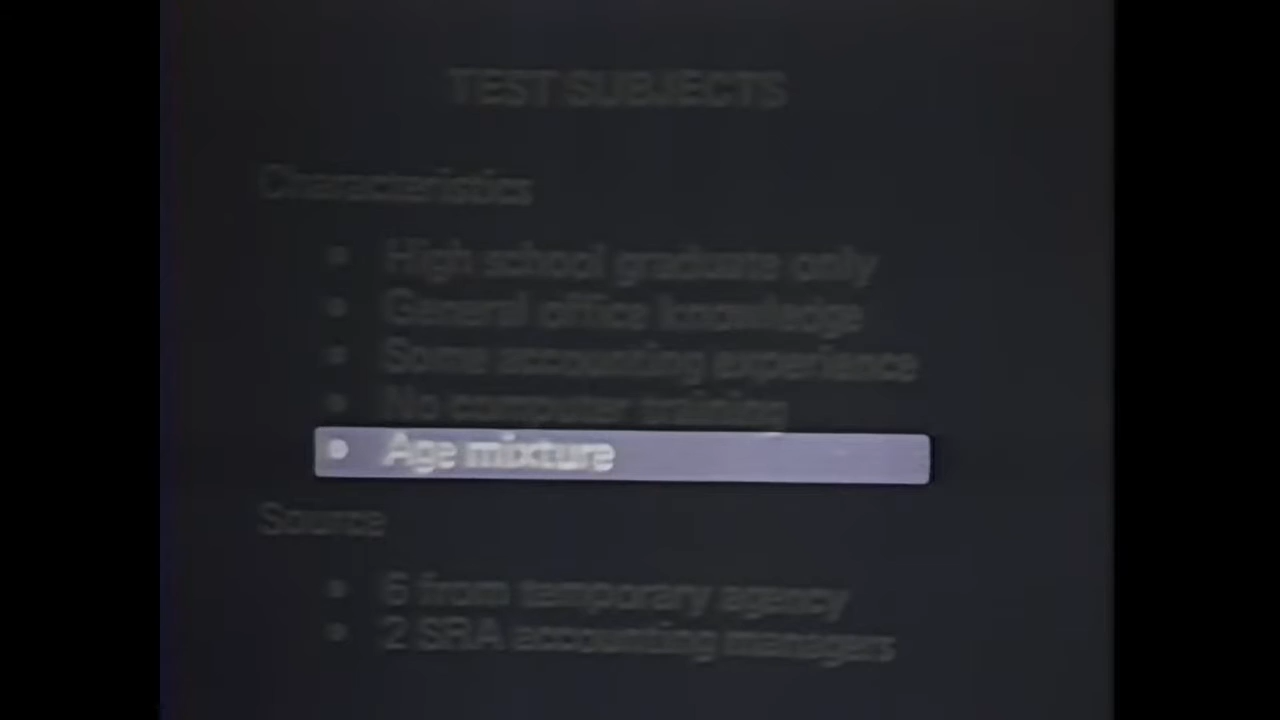 TEST SUBJECTS
Characteristics
• High school graduate only
• General office knowledge
• Some accounting experience
• No computer training
• Age mixture
Source
• 6 from temporary agency
• 2 SRA accounting managers